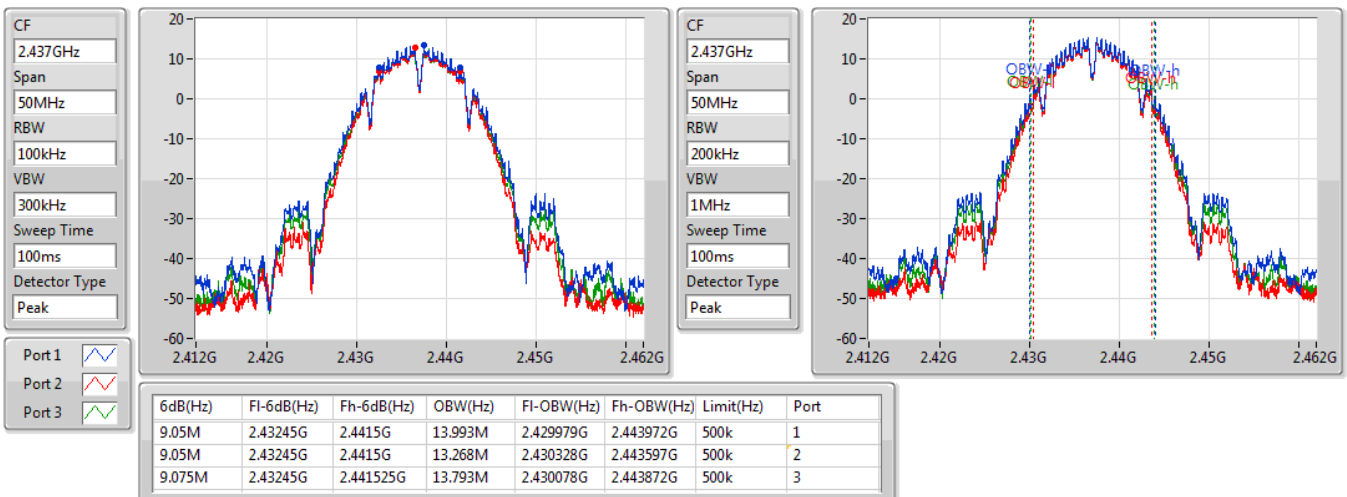 CF
2.437GHz
Span
50MHz
RBW
100kHz
VBW
300kHz
Sweep Time
100ms
Detector Type
Peak
20
10
0
-10
-20
-30
-40
-50
-60
2.412G 2.42G 2.43G 2.44G 2.45G 2.462G
CF
2.437GHz
Span
50MHz
RBW
200kHz
VBW
1MHz
Sweep Time
100ms
Detector Type
Peak
20
10
0
-10
-20
-30
-40
-50
-60
OBW-h
OBW-h
2.412G 2.42G 2.43G 2.44G 2.45G 2.462G
Port 1
Port 2
Port 3
6dB(Hz) Fl-6dB(Hz) Fh-6dB(Hz) OBW(Hz) Fl-OBW(Hz) Fh-OBW(Hz) Limit(Hz) Port
9.05M 2.43245G 2.4415G 13.993M 2.429979G 2.443972G 500k 1
9.05M 2.43245G 2.4415G 13.268M 2.430328G 2.443597G 500k 2
9.075M 2.43245G 2.441525G 13.793M 2.430078G 2.443872G 500k 3